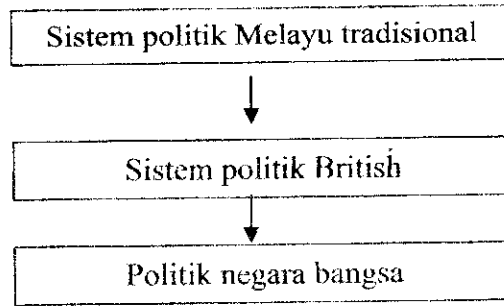 Sistem politik Melayu tradisional
Sistem politik British
Politik negara bangsa